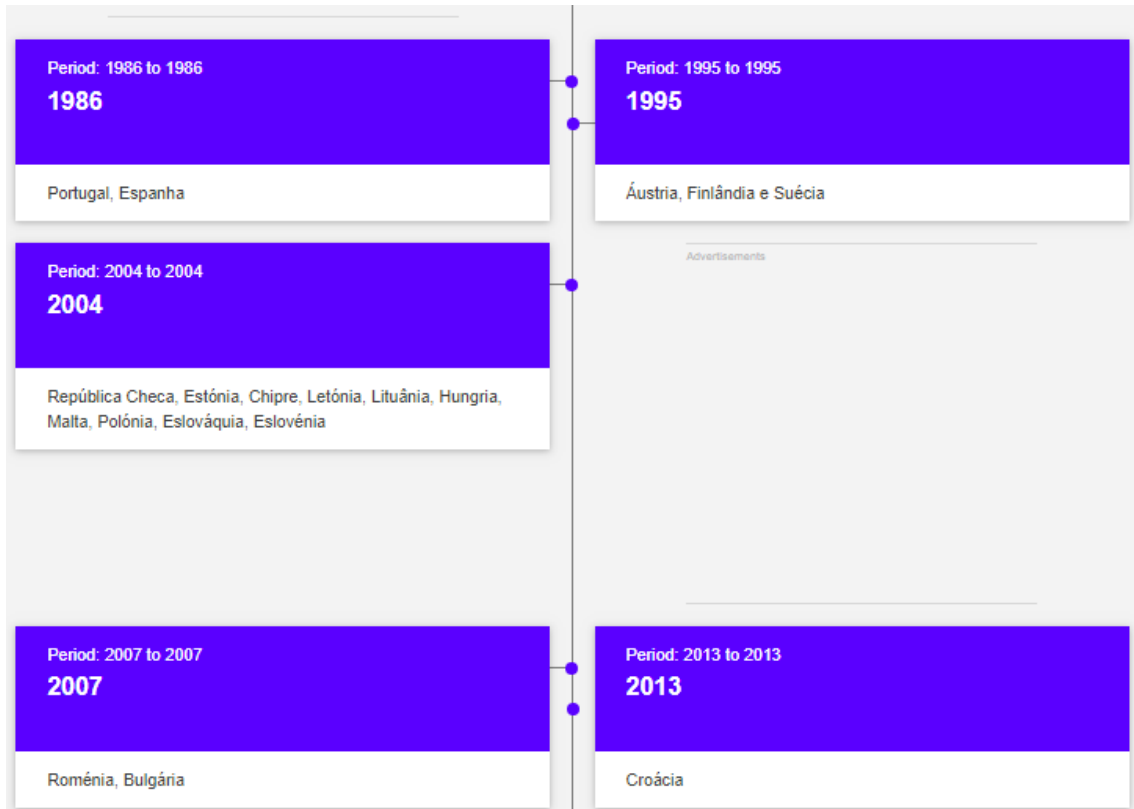 Period: 1986 to 1986
1986
Portugal, Espanha
Period: 1995 to 1995
1995
Áustria, Finlândia e Suécia
Period: 2004 to 2004
2004
República Checa, Estónia, Chipre, Letónia, Lituânia, Hungria,
Malta, Polónia, Eslováquia, Eslovénia
Advertisements
Period: 2007 to 2007
2007
Roménia, Bulgária
Period: 2013 to 2013
2013
Croácia